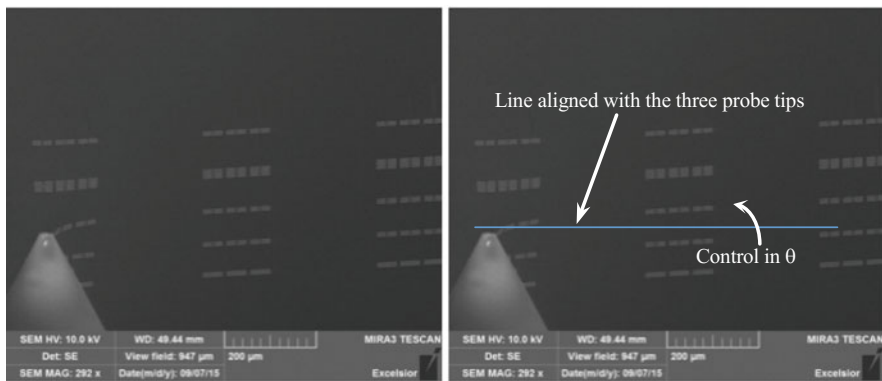 Line aligned with the three probe tips
Control in θ
SEM HV: 10.0 kV WD: 49.44 mm MIRA3 TESCAN
Det: SE View field: 947 µm 200 µm
SEM MAG: 292 x Date(m/d/y): 09/07/15 Excelsior
SEM HV: 10.0 kV WD: 49.44 mm MIRA3 TESCAN
Det: SE View field: 947 µm 200 µm
SEM MAG: 292 x Date(m/d/y): 09/07/15 Excelsior